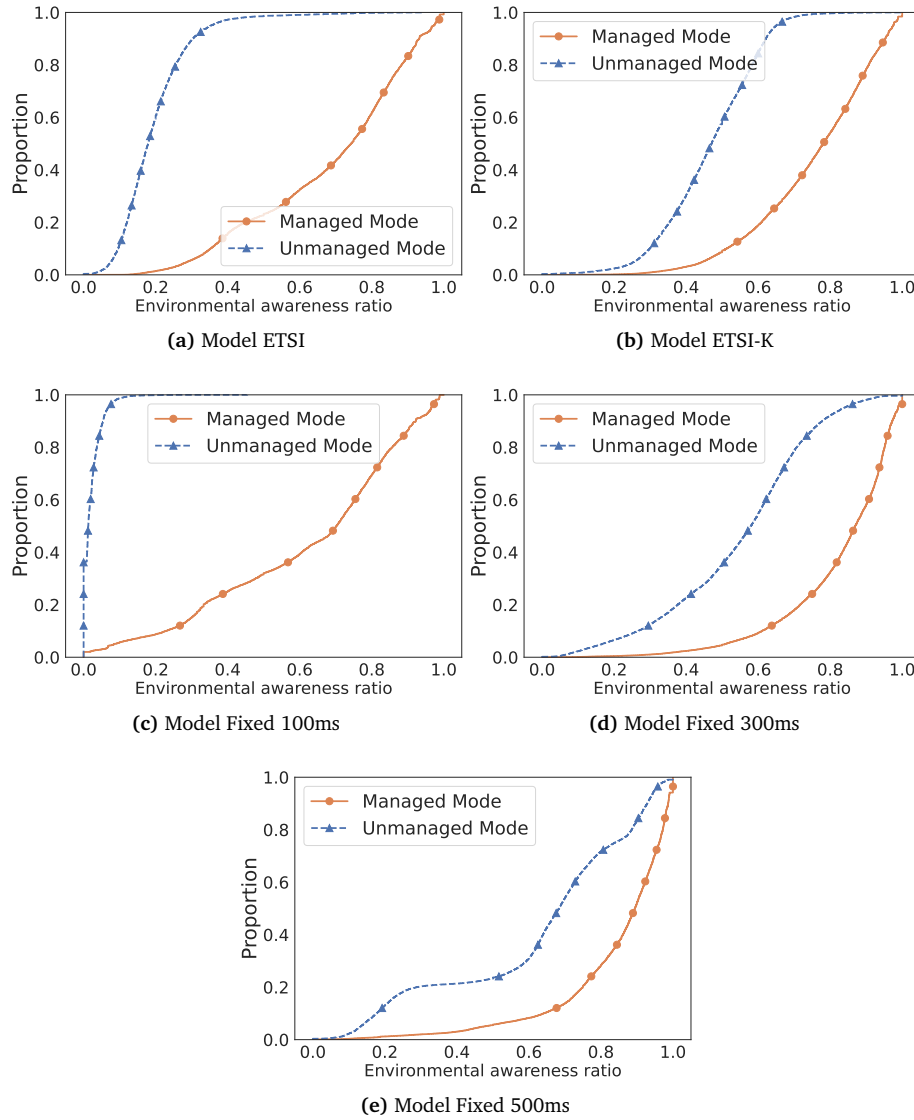 1.0
0.8
0.6
0.4
0.2
0.0
Proportion
Managed Mode
Unmanaged Mode
0.0 0.2 0.4 0.6 0.8 1.0
Environmental awareness ratio
(a) Model ETSI
1.0
0.8
0.6
0.4
0.2
0.0
Proportion
Managed Mode
Unmanaged Mode
0.0 0.2 0.4 0.6 0.8 1.0
Environmental awareness ratio
(b) Model ETSI-K
1.0
0.8
0.6
0.4
0.2
0.0
Proportion
Managed Mode
Unmanaged Mode
0.0 0.2 0.4 0.6 0.8 1.0
Environmental awareness ratio
(c) Model Fixed 100ms
1.0
0.8
0.6
0.4
0.2
0.0
Proportion
Managed Mode
Unmanaged Mode
0.0 0.2 0.4 0.6 0.8 1.0
Environmental awareness ratio
(d) Model Fixed 300ms
1.0
0.8
0.6
0.4
0.2
0.0
Proportion
Managed Mode
Unmanaged Mode
0.0 0.2 0.4 0.6 0.8 1.0
Environmental awareness ratio
(e) Model Fixed 500ms